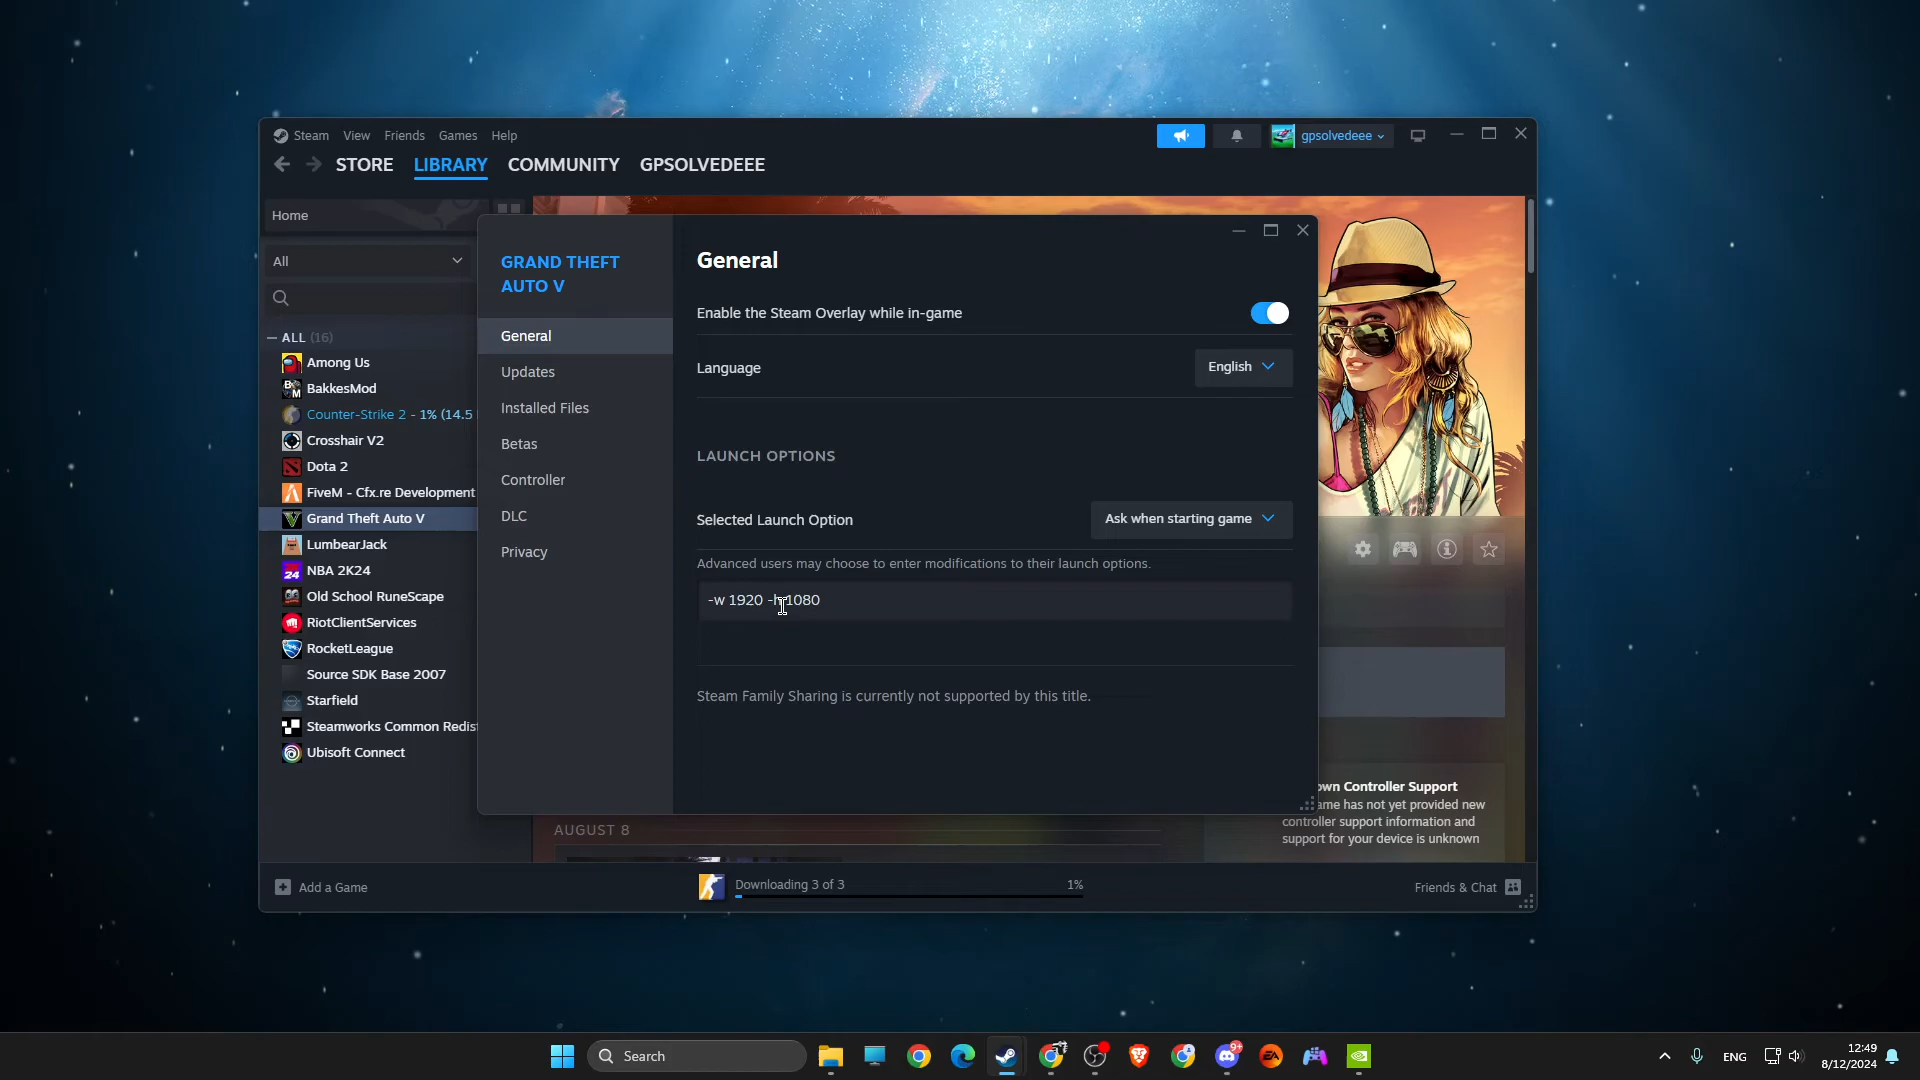 Steam View Friends Games Help
gpsolvedeee
STORE LIBRARY COMMUNITY GPSOLVEDEEE
Home
All
ALL (16)
Among Us
BakkesMod
Counter-Strike 2 - 1% (14.5
Crosshair V2
Dota 2
FiveM - Cfx.re Development
Grand Theft Auto V
LumbearJack
NBA 2K24
Old School RuneScape
RiotClientServices
RocketLeague
Source SDK Base 2007
Starfield
Steamworks Common Redist
Ubisoft Connect
GRAND THEFT
AUTO V
General
Updates
Installed Files
Betas
Controller
DLC
Privacy
General
Enable the Steam Overlay while in-game
Language
English
LAUNCH OPTIONS
Selected Launch Option
Ask when starting game
Advanced users may choose to enter modifications to their launch options.
-w 1920 -h 1080
Steam Family Sharing is currently not supported by this title.
own Controller Support
ame has not yet provided new
controller support information and
support for your device is unknown
AUGUST 8
Add a Game
Downloading 3 of 3
1%
Friends & Chat
Search
9+
ENG
12:49
8/12/2024